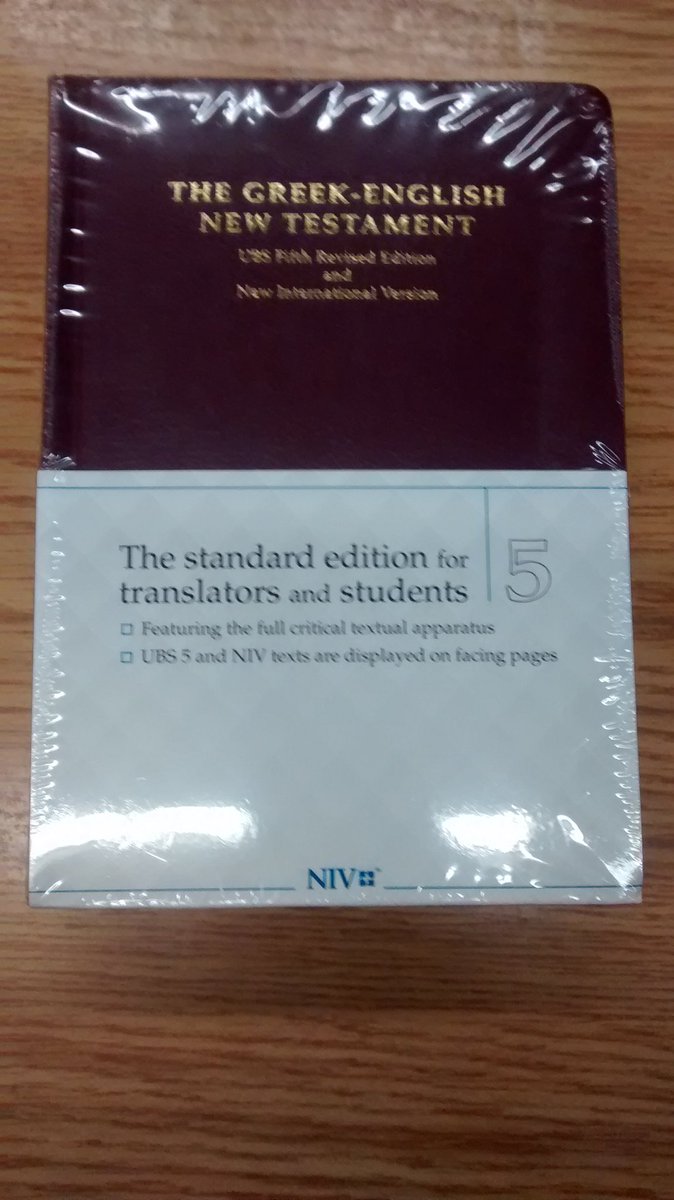 THE GREEK-ENGLISH
NEW TESTAMENT
UBS Fifth Revised Edition
and
New International Version
The standard edition for
translators and students
5
Featuring the full critical textual apparatus
UBS 5 and NIV texts are displayed on facing pages
NIV